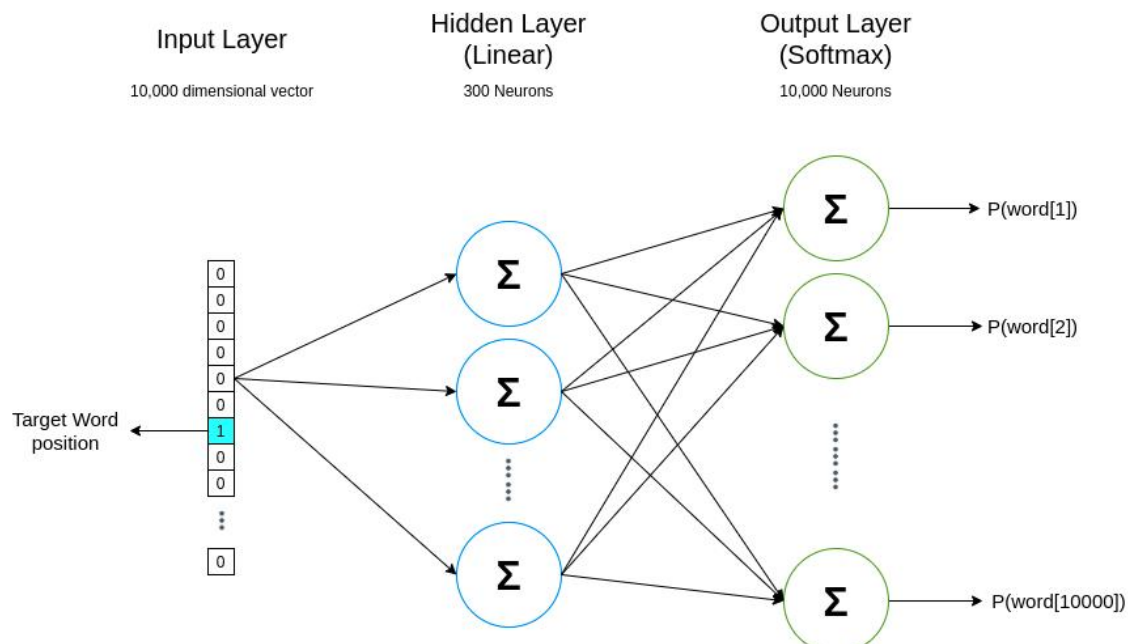 Input Layer
10,000 dimensional vector
Hidden Layer
(Linear)
300 Neurons
Output Layer
(Softmax)
10,000 Neurons
0
0
0
0
0
0
1
0
0
0
Target Word
position
Σ
Σ
Σ
Σ
Σ
Σ
P(word[1])
P(word[2])
P(word[10000])